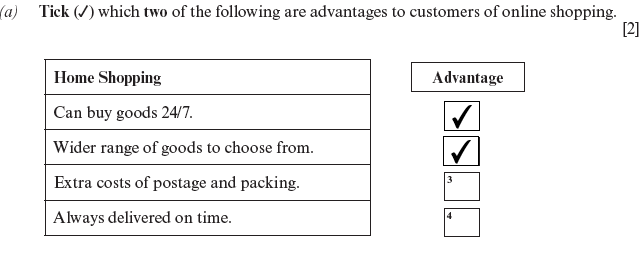 (a) Tick (✓) which two of the following are advantages to customers of online shopping.
[2]
Home Shopping Advantage
Can buy goods 24/7. ✓
Wider range of goods to choose from. ✓
Extra costs of postage and packing. 3
Always delivered on time. 4